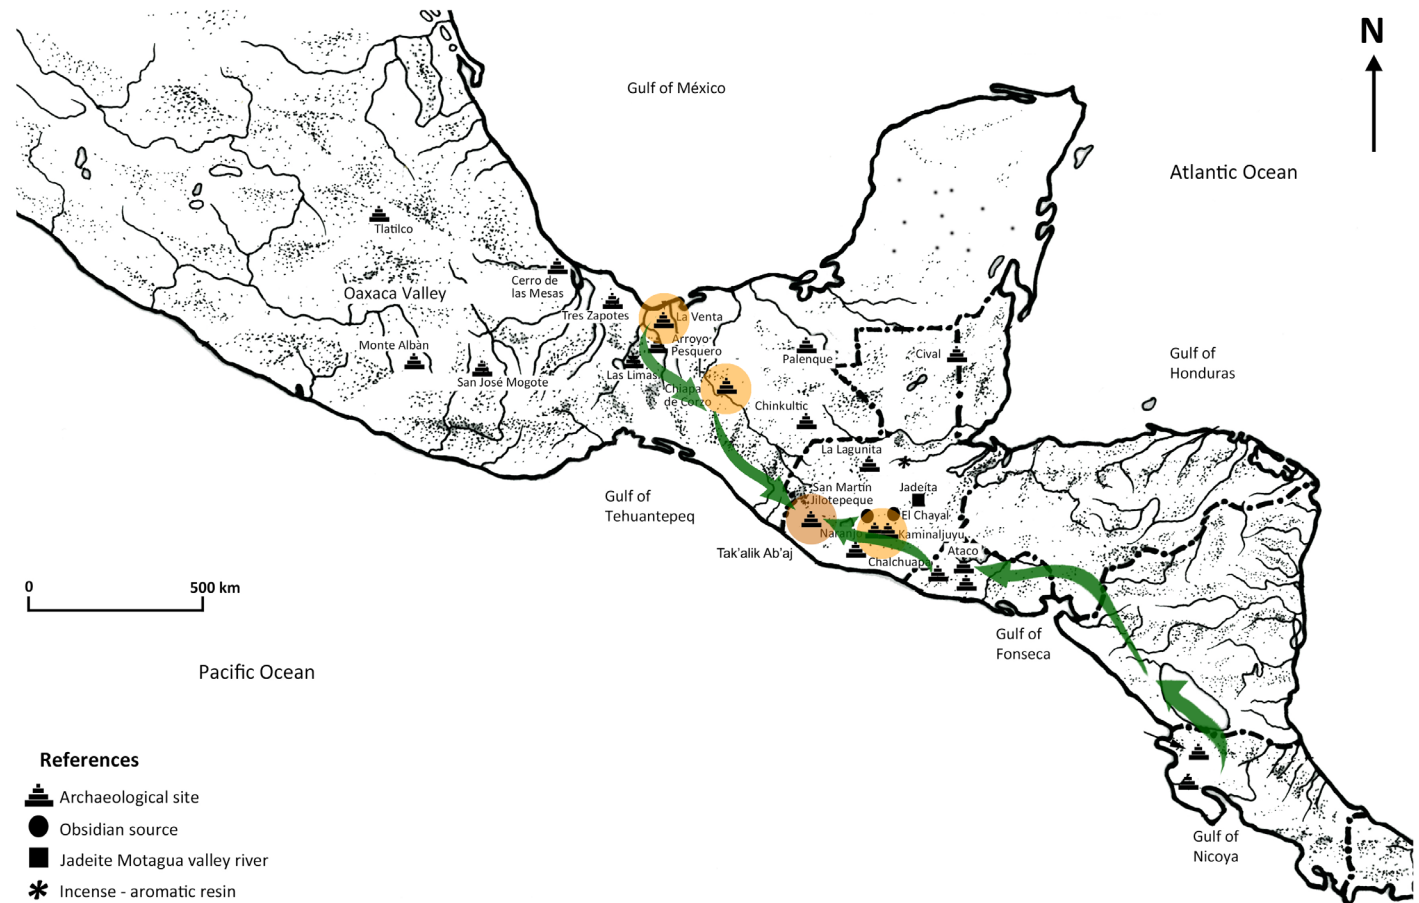 N
Gulf of México
Atlantic Ocean
Tlatilco
Cerro de
las Mesas
Oaxaca Valley
Tres Zapotes
La Venta
Arroyo
Pesquero
Monte Albàn
Las Limas
San José Mogote
Chiapa
de Corzo
Palenque
Cival
Gulf of
Honduras
Chinkultic
La Lagunita
San Martín
Jilotepeque
Jadeíta
Gulf of
Tehuantepeq
El Chayal
Naranjo
Kaminaljuyu
Tak'alik Ab'aj
Chalchuapa
Ataco
0
500 km
Gulf of
Fonseca
Pacific Ocean
References
Archaeological site
Obsidian source
Jadeite Motagua valley river
Incense - aromatic resin
Gulf of
Nicoya